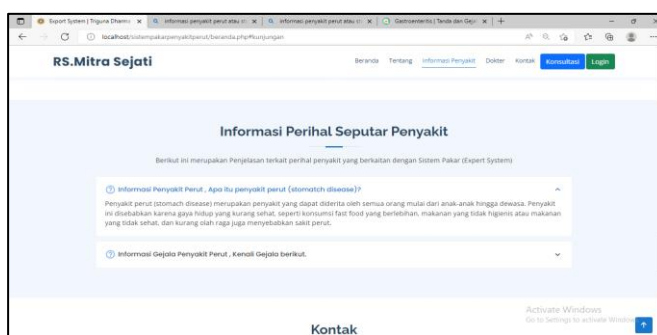 Expert System | Triguna Dharma
informasi penyakit perut atau st
informasi penyakit perut atau st
Gastroenteritis | Tanda dan Gejal
localhost/sistempakarpenyakitperut/beranda.php#kunjungan
RS.Mitra Sejati
Beranda Tentang Informasi Penyakit Dokter Kontak Konsultasi Login
Informasi Perihal Seputar Penyakit
Berikut ini merupakan Penjelasan terkait perihal penyakit yang berkaitan dengan Sistem Pakar (Expert System)
Informasi Penyakit Perut , Apa itu penyakit perut (stomatch disease)?
Penyakit perut (stomach disease) merupakan penyakit yang dapat diderita oleh semua orang mulai dari anak-anak hingga dewasa. Penyakit
ini disebabkan karena gaya hidup yang kurang sehat, seperti konsumsi fast food yang berlebihan, makanan yang tidak higienis atau makanan
yang tidak sehat, dan kurang olah raga juga menyebabkan sakit perut.
Informasi Gejala Penyakit Perut , Kenali Gejala berikut.
Kontak
Activate Windows
Go to Settings to activate Windows